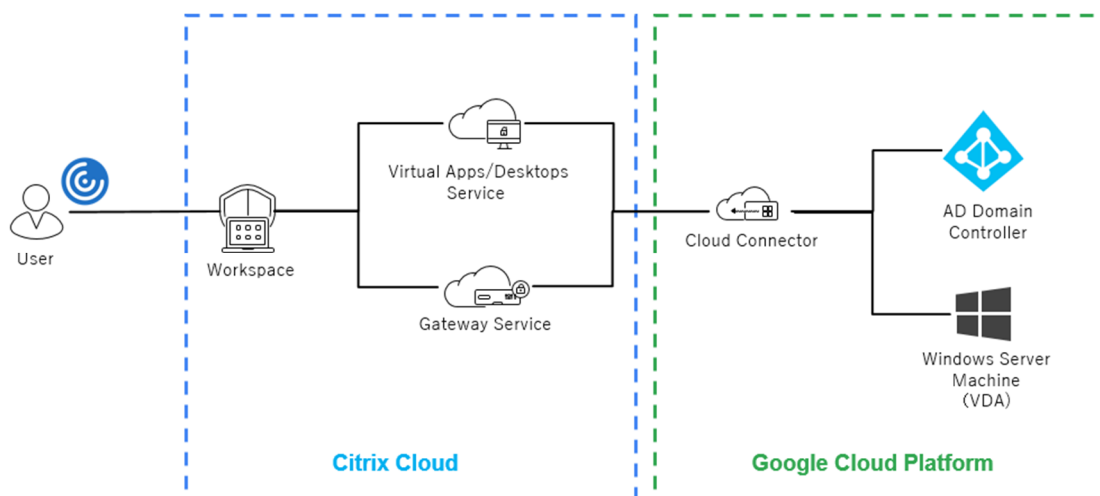 Virtual Apps/Desktops
Service
User
Workspace
Gateway Service
Cloud Connector
AD Domain
Controller
Windows Server
Machine
(VDA)
Citrix Cloud
Google Cloud Platform